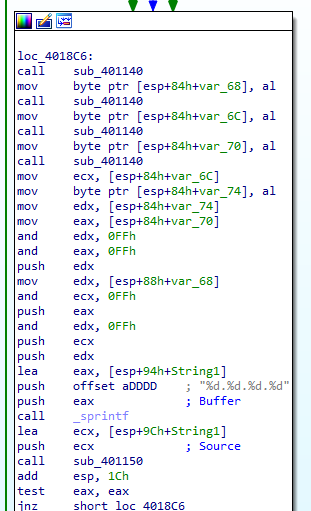 loc_4018C6:
call sub_401140
mov byte ptr [esp+84h+var_68], al
call sub_401140
mov byte ptr [esp+84h+var_6C], al
call sub_401140
mov byte ptr [esp+84h+var_70], al
call sub_401140
mov ecx, [esp+84h+var_6C]
mov byte ptr [esp+84h+var_74], al
mov edx, [esp+84h+var_74]
mov eax, [esp+84h+var_70]
and edx, 0FFh
and eax, 0FFh
push edx
mov edx, [esp+88h+var_68]
and ecx, 0FFh
push eax
and edx, 0FFh
push ecx
push edx
lea eax, [esp+94h+String1]
push offset aDDDD ; "%d.%d.%d.%d"
push eax ; Buffer
call _sprintf
lea ecx, [esp+9Ch+String1]
push ecx ; Source
call sub_401150
add esp, 1Ch
test eax, eax
jnz short loc_4018C6